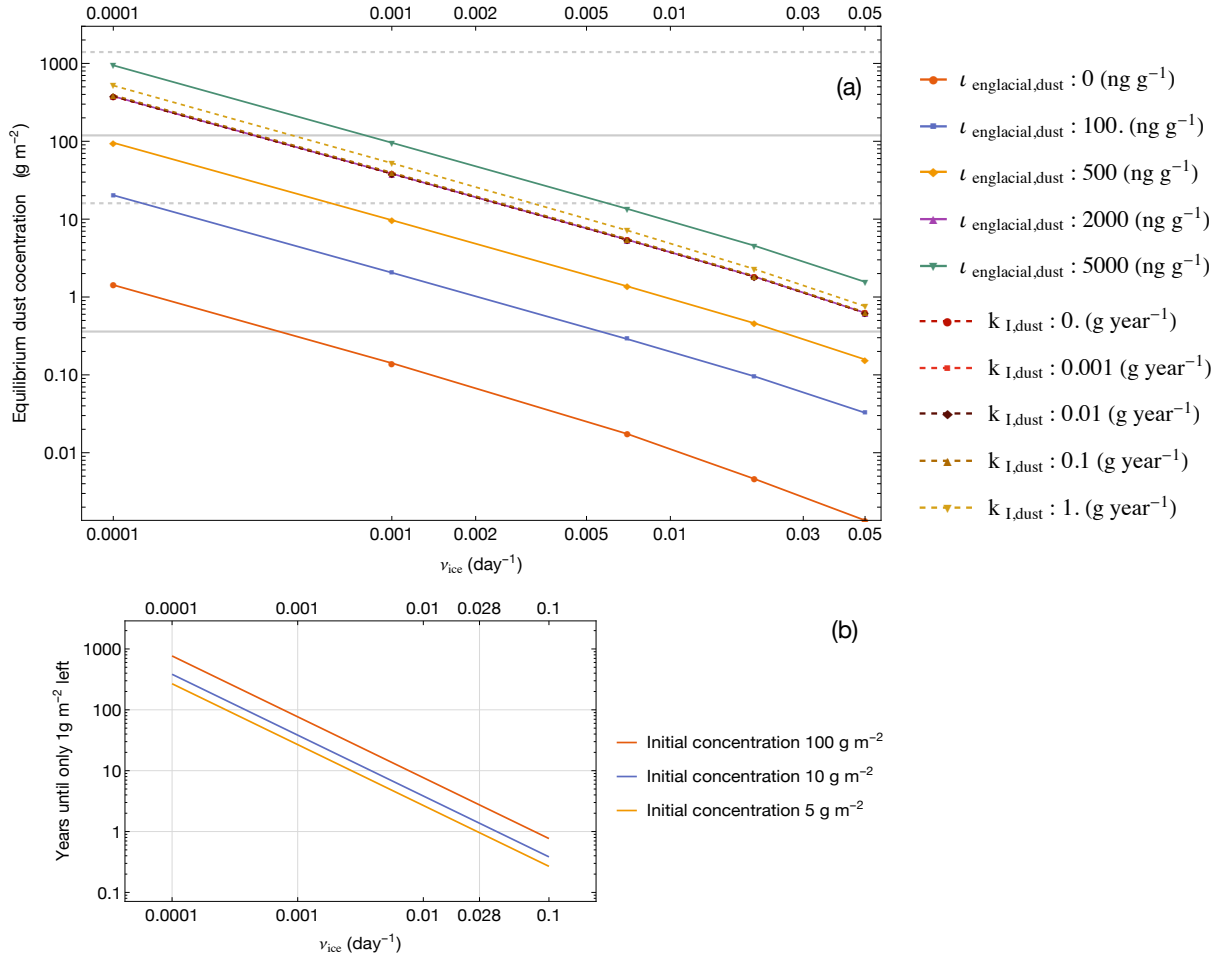 0.0001 0.001 0.002 0.005 0.01 0.03 0.05
(a)
Equilibrium dust cocentration (g m⁻²)
1000
100
10
1
0.10
0.01
0.0001 0.001 0.002 0.005 0.01 0.03 0.05
ν ice (day⁻¹)
ι englacial,dust : 0 (ng g⁻¹)
ι englacial,dust : 100. (ng g⁻¹)
ι englacial,dust : 500 (ng g⁻¹)
ι englacial,dust : 2000 (ng g⁻¹)
ι englacial,dust : 5000 (ng g⁻¹)
k I,dust : 0. (g year⁻¹)
k I,dust : 0.001 (g year⁻¹)
k I,dust : 0.01 (g year⁻¹)
k I,dust : 0.1 (g year⁻¹)
k I,dust : 1. (g year⁻¹)
0.0001 0.001 0.01 0.028 0.1
(b)
Years until only 1g m⁻² left
1000
100
10
1
0.1
0.0001 0.001 0.01 0.028 0.1
ν ice (day⁻¹)
Initial concentration 100 g m⁻²
Initial concentration 10 g m⁻²
Initial concentration 5 g m⁻²